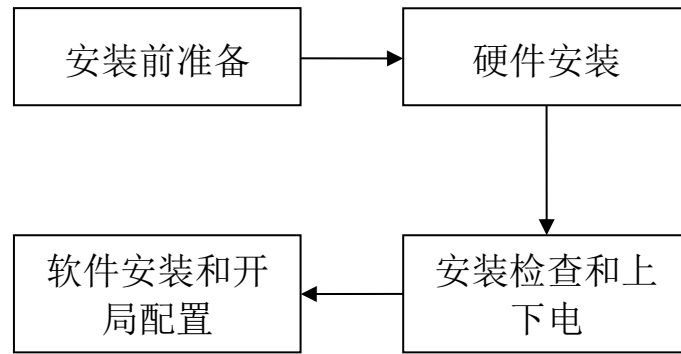 安装前准备
硬件安装
安装检查和上
下电
软件安装和开
局配置